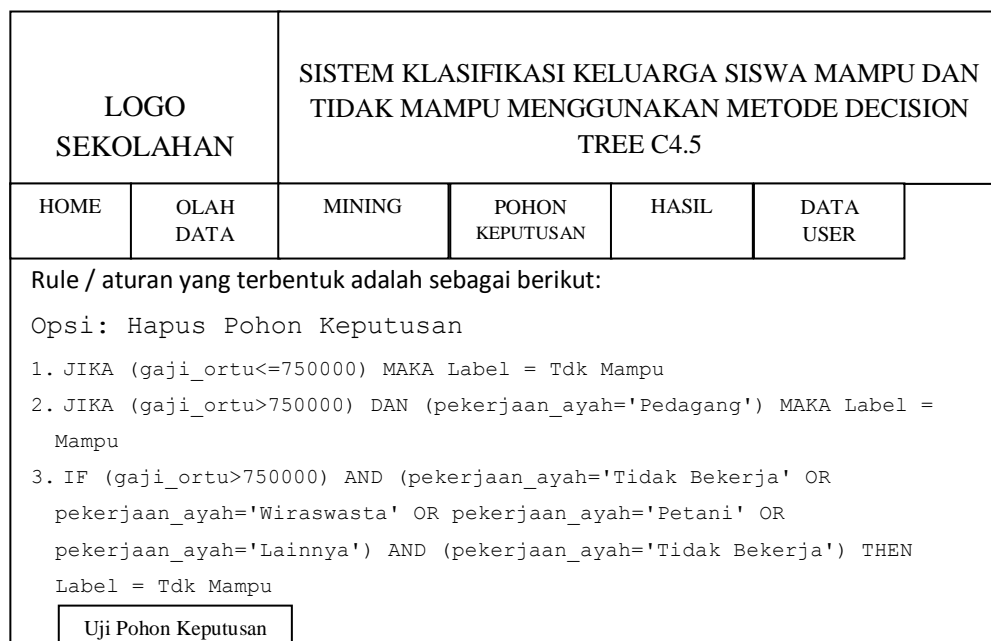 LOGO
SEKOLAHAN
SISTEM KLASIFIKASI KELUARGA SISWA MAMPU DAN
TIDAK MAMPU MENGGUNAKAN METODE DECISION
TREE C4.5
HOME
OLAH
DATA
MINING
POHON
KEPUTUSAN
HASIL
DATA
USER
Rule / aturan yang terbentuk adalah sebagai berikut:
Opsi: Hapus Pohon Keputusan
1. JIKA (gaji_ortu<=750000) MAKA Label = Tdk Mampu
2. JIKA (gaji_ortu>750000) DAN (pekerjaan_ayah='Pedagang') MAKA Label =
Mampu
3. IF (gaji_ortu>750000) AND (pekerjaan_ayah='Tidak Bekerja' OR
pekerjaan_ayah='Wiraswasta' OR pekerjaan_ayah='Petani' OR
pekerjaan_ayah='Lainnya') AND (pekerjaan_ayah='Tidak Bekerja') THEN
Label = Tdk Mampu
Uji Pohon Keputusan